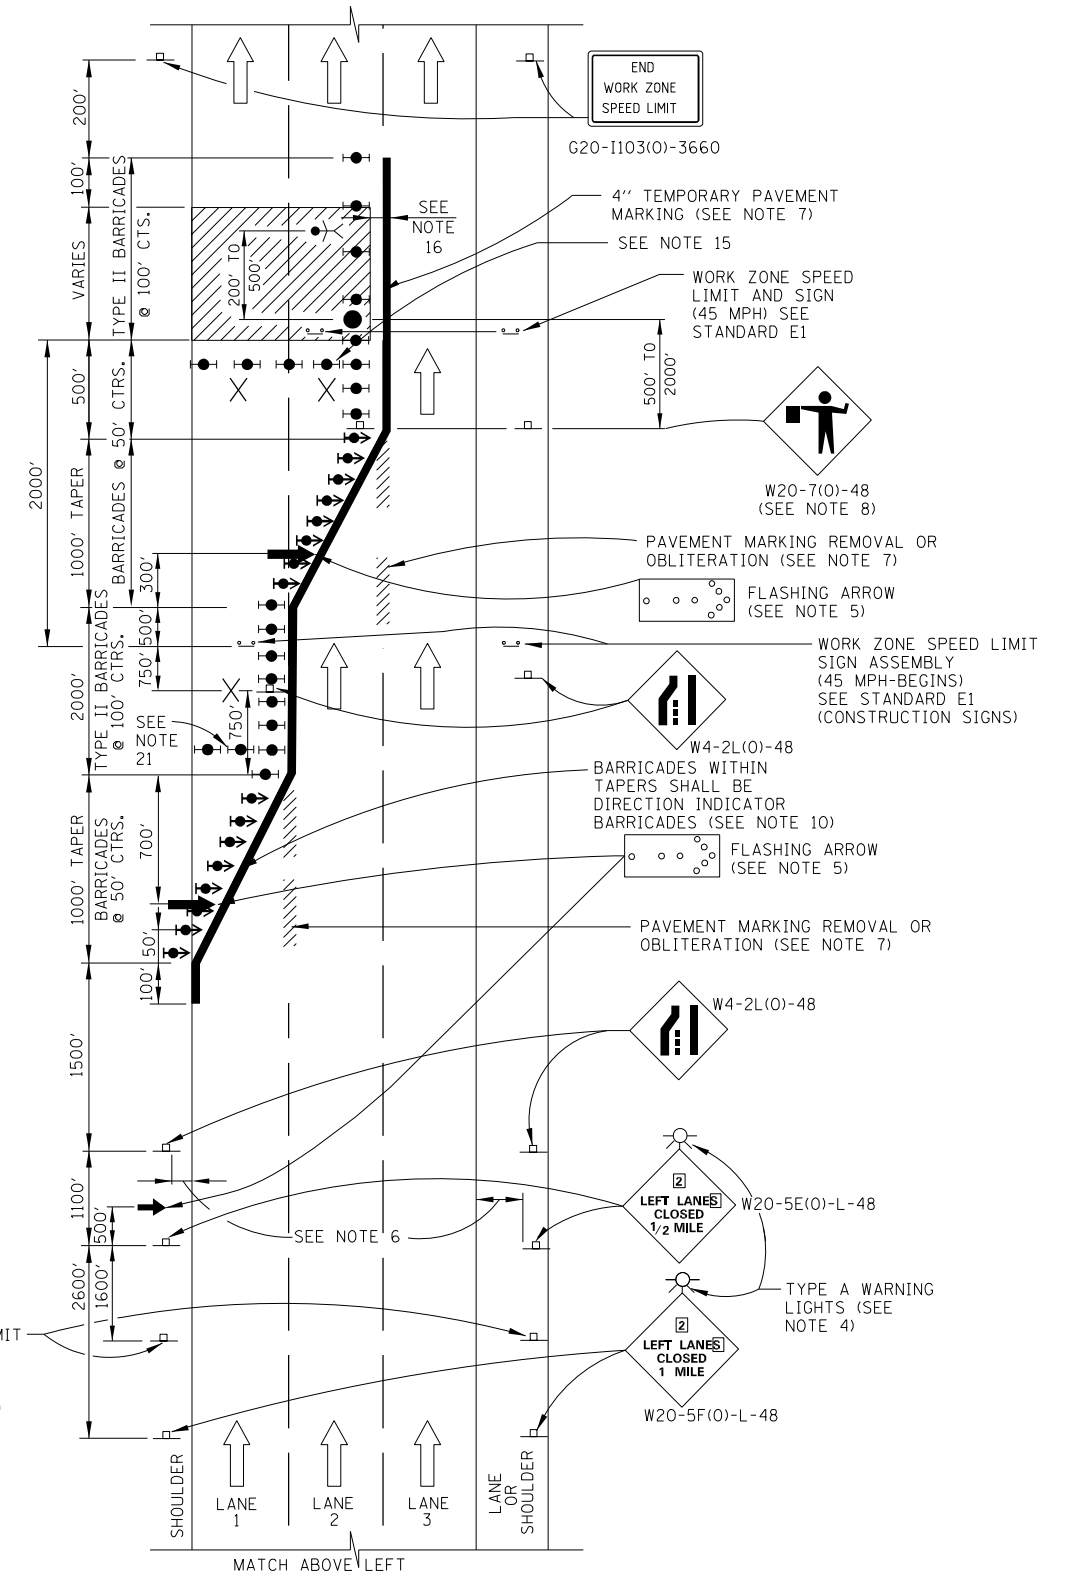 END
WORK ZONE
SPEED LIMIT
G20-I103(O)-3660
200'
100'
VARIES
TYPE II BARRICADES
@ 100' CTS.
SEE
NOTE
16
200' TO
500'
4'' TEMPORARY PAVEMENT
MARKING (SEE NOTE 7)
SEE NOTE 15
WORK ZONE SPEED
LIMIT AND SIGN
(45 MPH) SEE
STANDARD E1
500' TO
2000'
500'
X
X
W20-7(O)-48
(SEE NOTE 8)
2000'
1000' TAPER
BARRICADES @ 50' CTRS.
300'
PAVEMENT MARKING REMOVAL OR
OBLITERATION (SEE NOTE 7)
FLASHING ARROW
(SEE NOTE 5)
2000'
TYPE II BARRICADES
@ 100' CTRS.
500'
750'
X
750'
SEE
NOTE
21
WORK ZONE SPEED LIMIT
SIGN ASSEMBLY
(45 MPH-BEGINS)
SEE STANDARD E1
(CONSTRUCTION SIGNS)
W4-2L(O)-48
BARRICADES WITHIN
TAPERS SHALL BE
DIRECTION INDICATOR
BARRICADES (SEE NOTE 10)
1000' TAPER
BARRICADES
@ 50' CTRS.
700'
50'
100'
FLASHING ARROW
(SEE NOTE 5)
PAVEMENT MARKING REMOVAL OR
OBLITERATION (SEE NOTE 7)
1500'
W4-2L(O)-48
1100'
500'
SEE NOTE 6
2
LEFT LANES
CLOSED
1/2 MILE
W20-5E(O)-L-48
2600'
1600'
MIT
TYPE A WARNING
LIGHTS (SEE
NOTE 4)
2
LEFT LANES
CLOSED
1 MILE
W20-5F(O)-L-48
SHOULDER
LANE
1
LANE
2
LANE
3
LANE
OR
SHOULDER
MATCH ABOVE LEFT